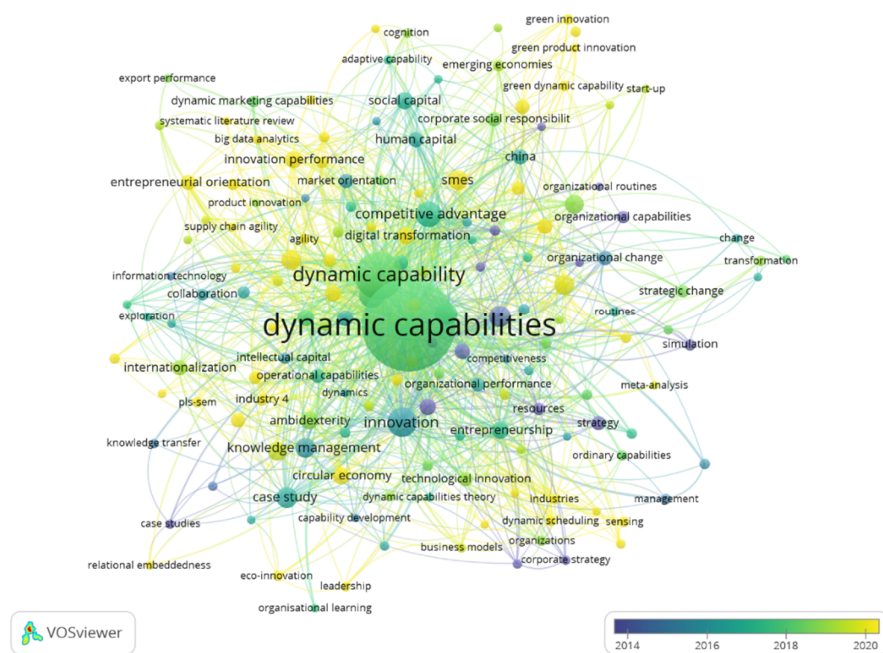 green innovation
cognition
green product innovation
adaptive capability
emerging economies
export performance
green dynamic capability
start-up
dynamic marketing capabilities
social capital
systematic literature review
corporate social responsibilit
big data analytics
human capital
innovation performance
china
entrepreneurial orientation
market orientation
smes
organizational routines
product innovation
competitive advantage
organizational capabilities
supply chain agility
agility
digital transformation
change
organizational change
transformation
dynamic capability
information technology
collaboration
strategic change
exploration
routines
dynamic capabilities
simulation
intellectual capital
competitiveness
internationalization
operational capabilities
organizational performance
meta-analysis
dynamics
pls-sem
industry 4
resources
ambidexterity
innovation
strategy
entrepreneurship
knowledge transfer
knowledge management
ordinary capabilities
circular economy
technological innovation
case study
dynamic capabilities theory
industries
management
case studies
capability development
dynamic scheduling
sensing
organizations
business models
corporate strategy
relational embeddedness
eco-innovation
leadership
organisational learning
VOSviewer
2014
2016
2018
2020